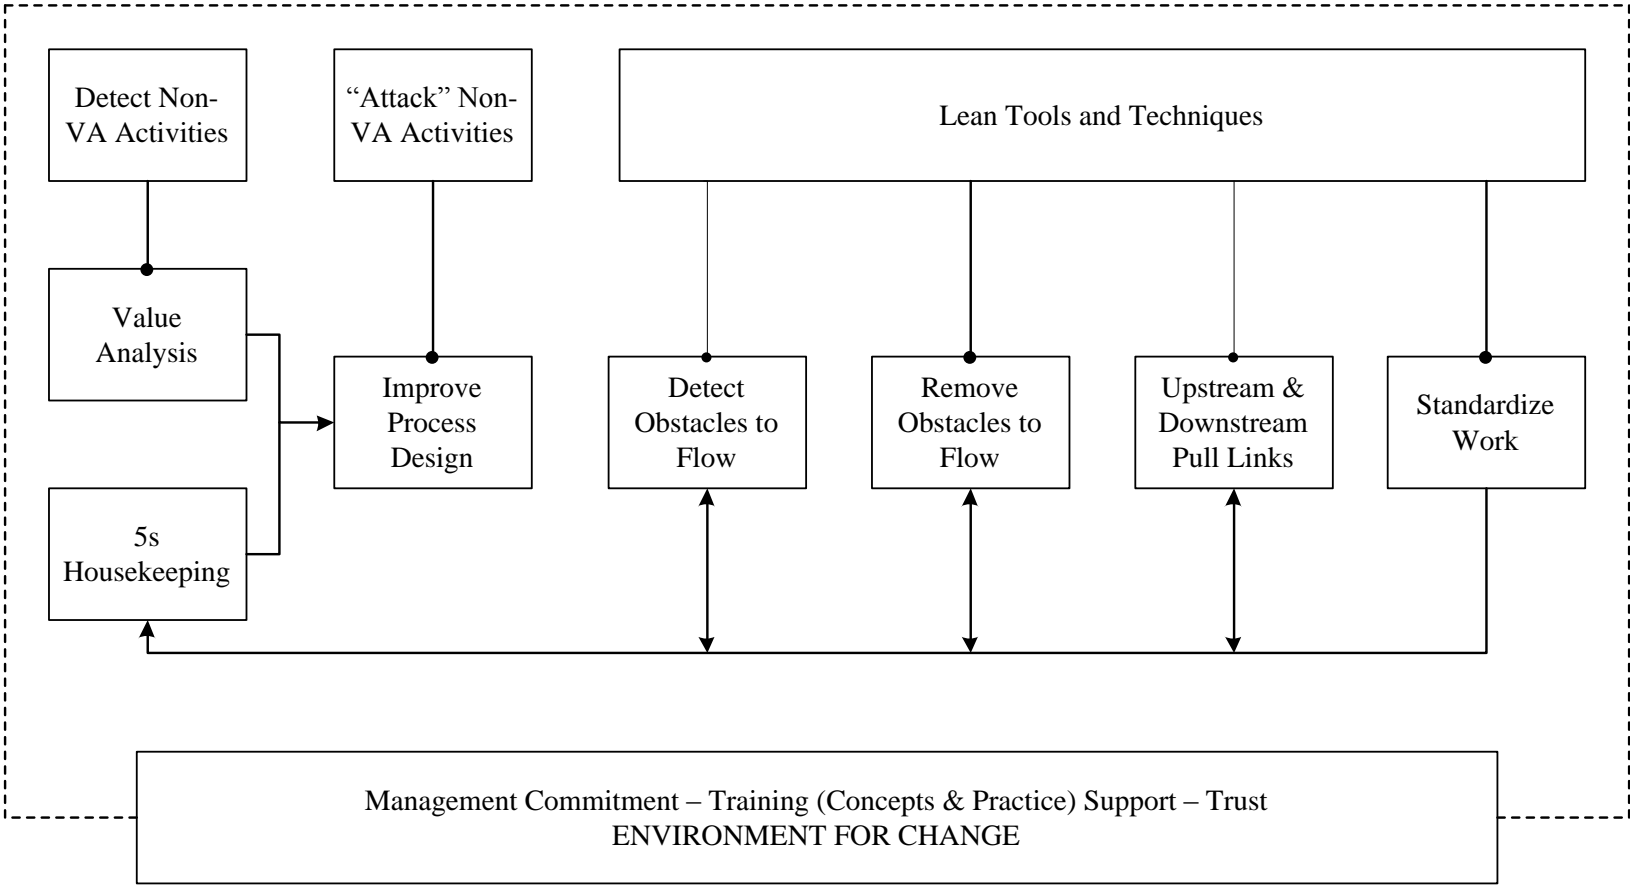 Detect Non-
VA Activities
“Attack” Non-
VA Activities
Lean Tools and Techniques
Value
Analysis
Improve
Process
Design
Detect
Obstacles to
Flow
Remove
Obstacles to
Flow
Upstream &
Downstream
Pull Links
Standardize
Work
5s
Housekeeping
Management Commitment – Training (Concepts & Practice) Support – Trust
ENVIRONMENT FOR CHANGE